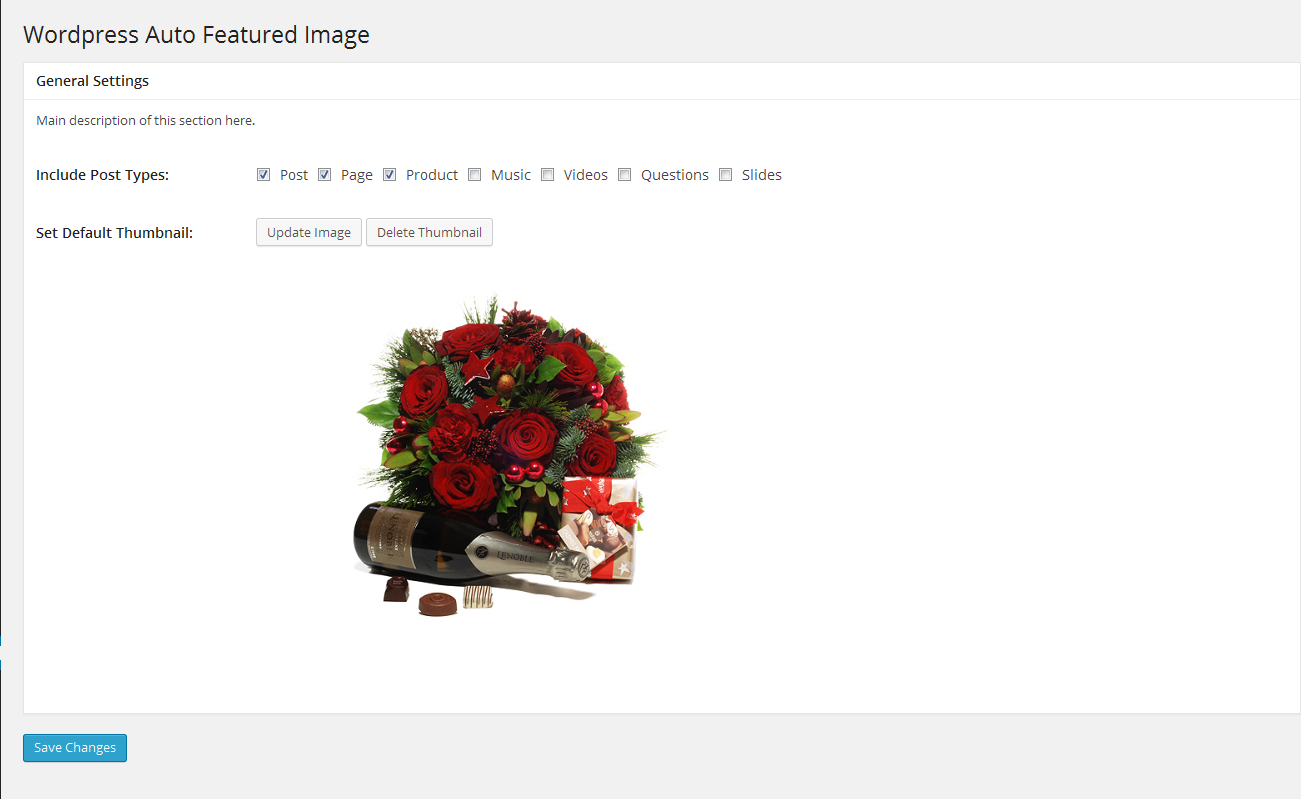 Wordpress Auto Featured Image
General Settings
Main description of this section here.
Include Post Types: Post Page Product Music Videos Questions Slides
Set Default Thumbnail: Update Image Delete Thumbnail
LENOBLE
LENOBLE
Save Changes